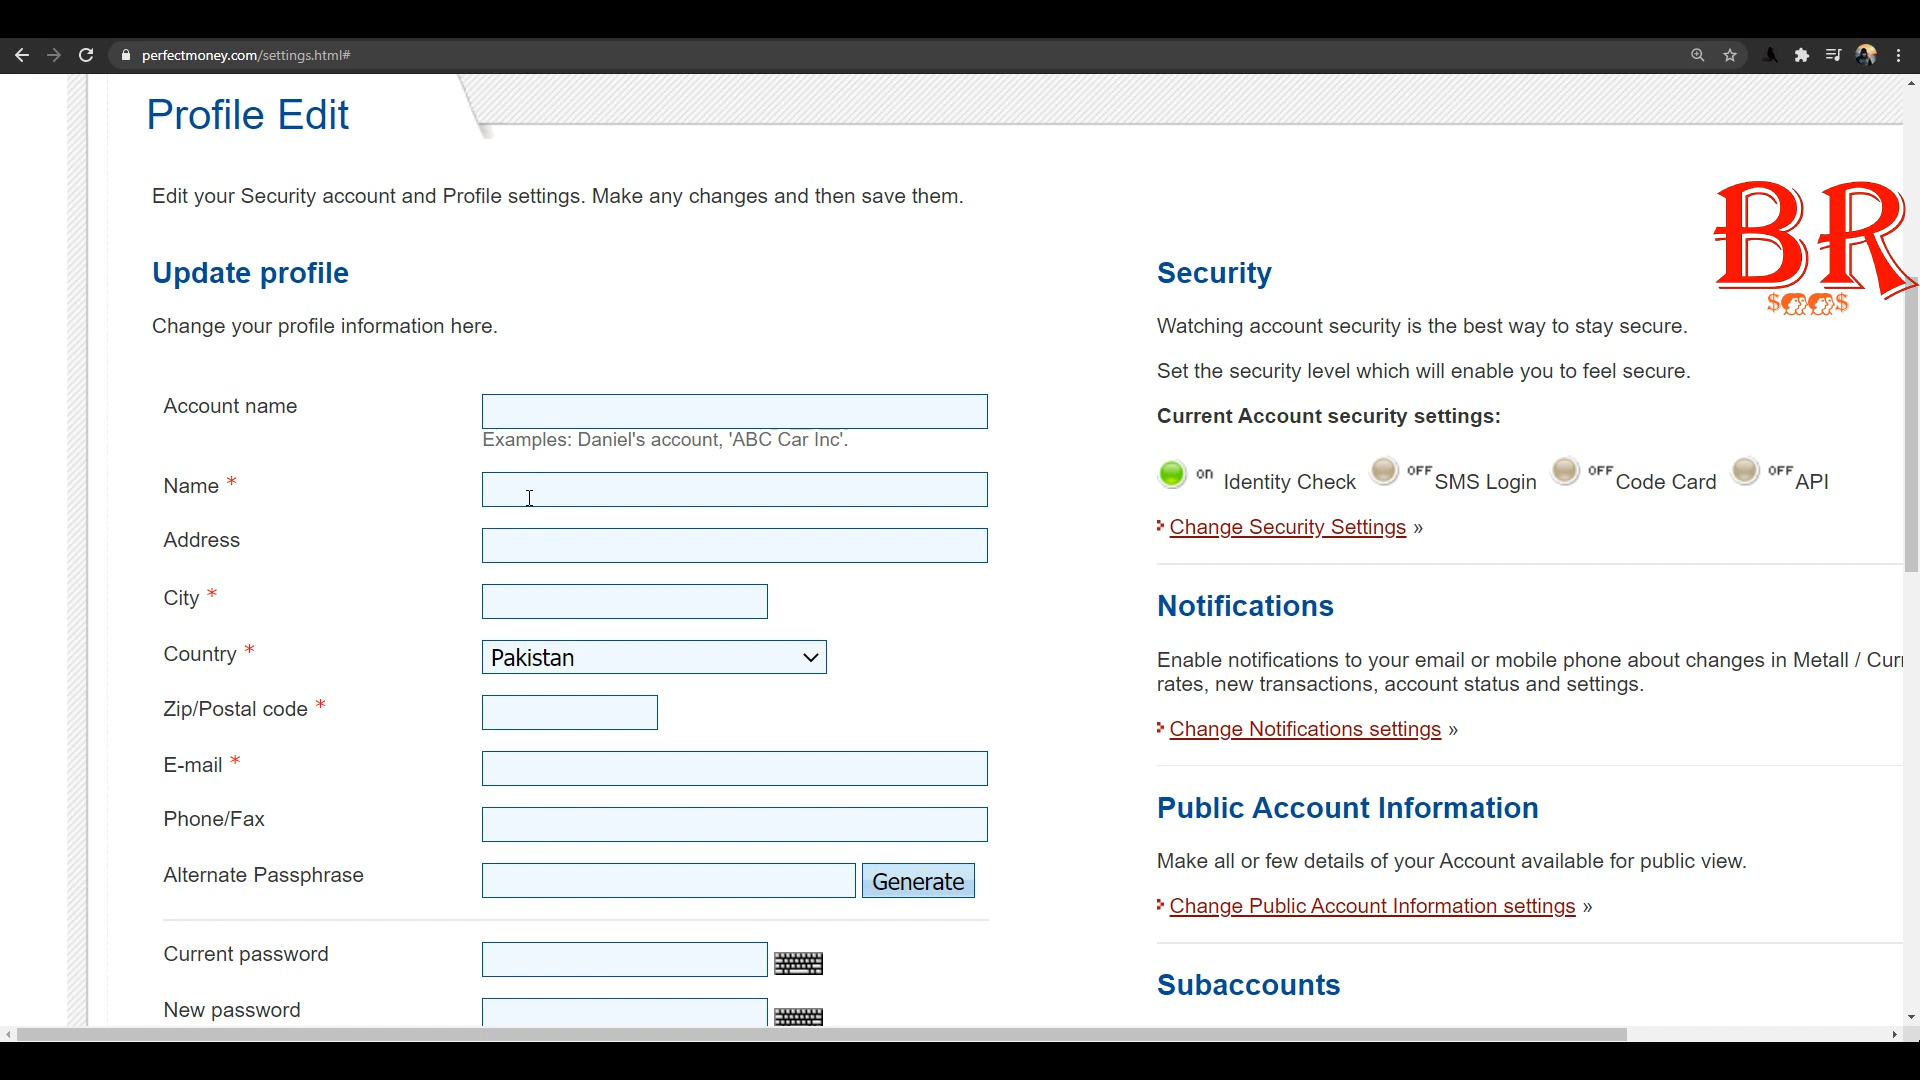 perfectmoney.com/settings.html#
Profile Edit
Edit your Security account and Profile settings. Make any changes and then save them.
Update profile
Change your profile information here.
Account name
Examples: Daniel's account, 'ABC Car Inc'.
Name *
Address
City *
Country *
Pakistan
Zip/Postal code *
E-mail *
Phone/Fax
Alternate Passphrase
Generate
Current password
New password
BR
$ $
Security
Watching account security is the best way to stay secure.
Set the security level which will enable you to feel secure.
Current Account security settings:
on Identity Check OFF SMS Login OFF Code Card OFF API
Change Security Settings »
Notifications
Enable notifications to your email or mobile phone about changes in Metall / Curr
rates, new transactions, account status and settings.
Change Notifications settings »
Public Account Information
Make all or few details of your Account available for public view.
Change Public Account Information settings »
Subaccounts